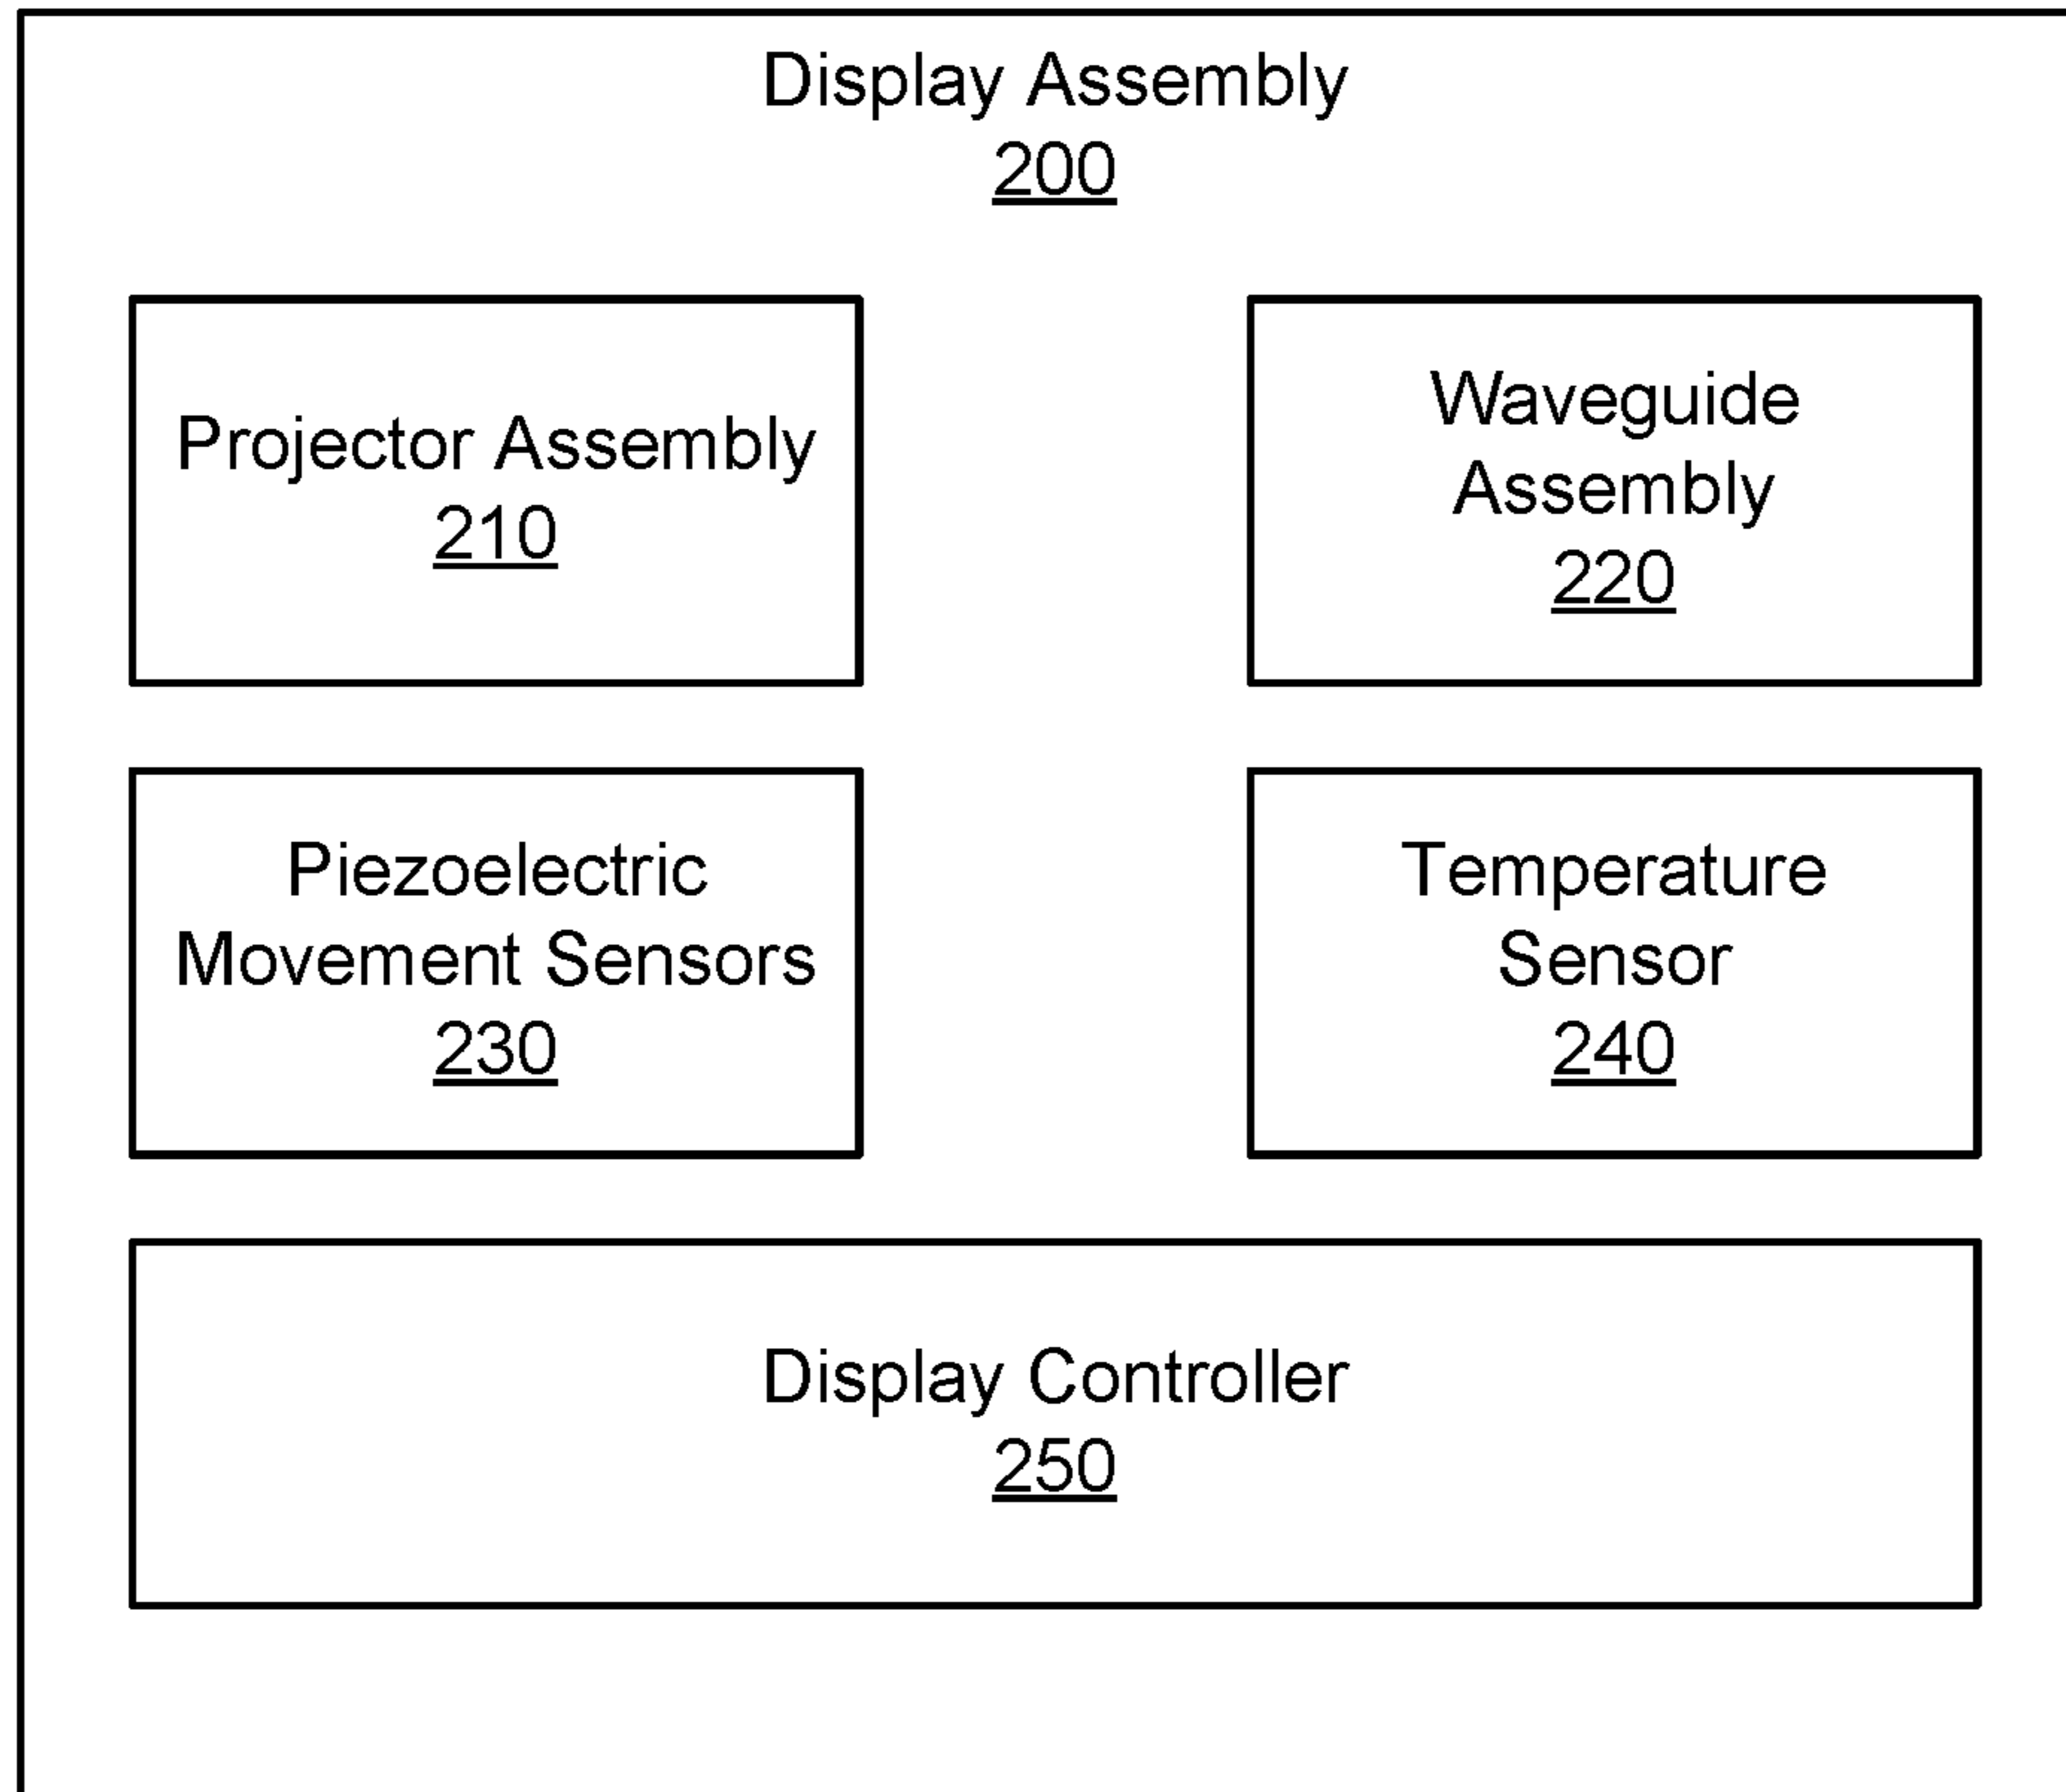 Display Assembly
200
Projector Assembly
210
Waveguide
Assembly
220
Piezoelectric
Movement Sensors
230
Temperature
Sensor
240
Display Controller
250